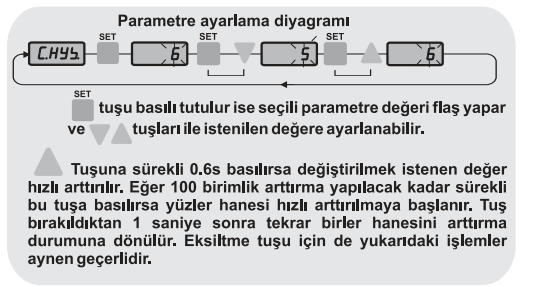 Parametre ayarlama diyagramı
SET SET SET
C.HYS. 6 5 6
SET
tuşu basılı tutulur ise seçili parametre değeri flaş yapar
ve tuşları ile istenilen değere ayarlanabilir.
Tuşuna sürekli 0.6s basılırsa değiştirilmek istenen değer
hızlı arttırılır. Eğer 100 birimlik arttırma yapılacak kadar sürekli
bu tuşa basılırsa yüzler hanesi hızlı arttırılmaya başlanır. Tuş
bırakıldıktan 1 saniye sonra tekrar birler hanesini arttırma
durumuna dönülür. Eksiltme tuşu için de yukarıdaki işlemler
aynen geçerlidir.